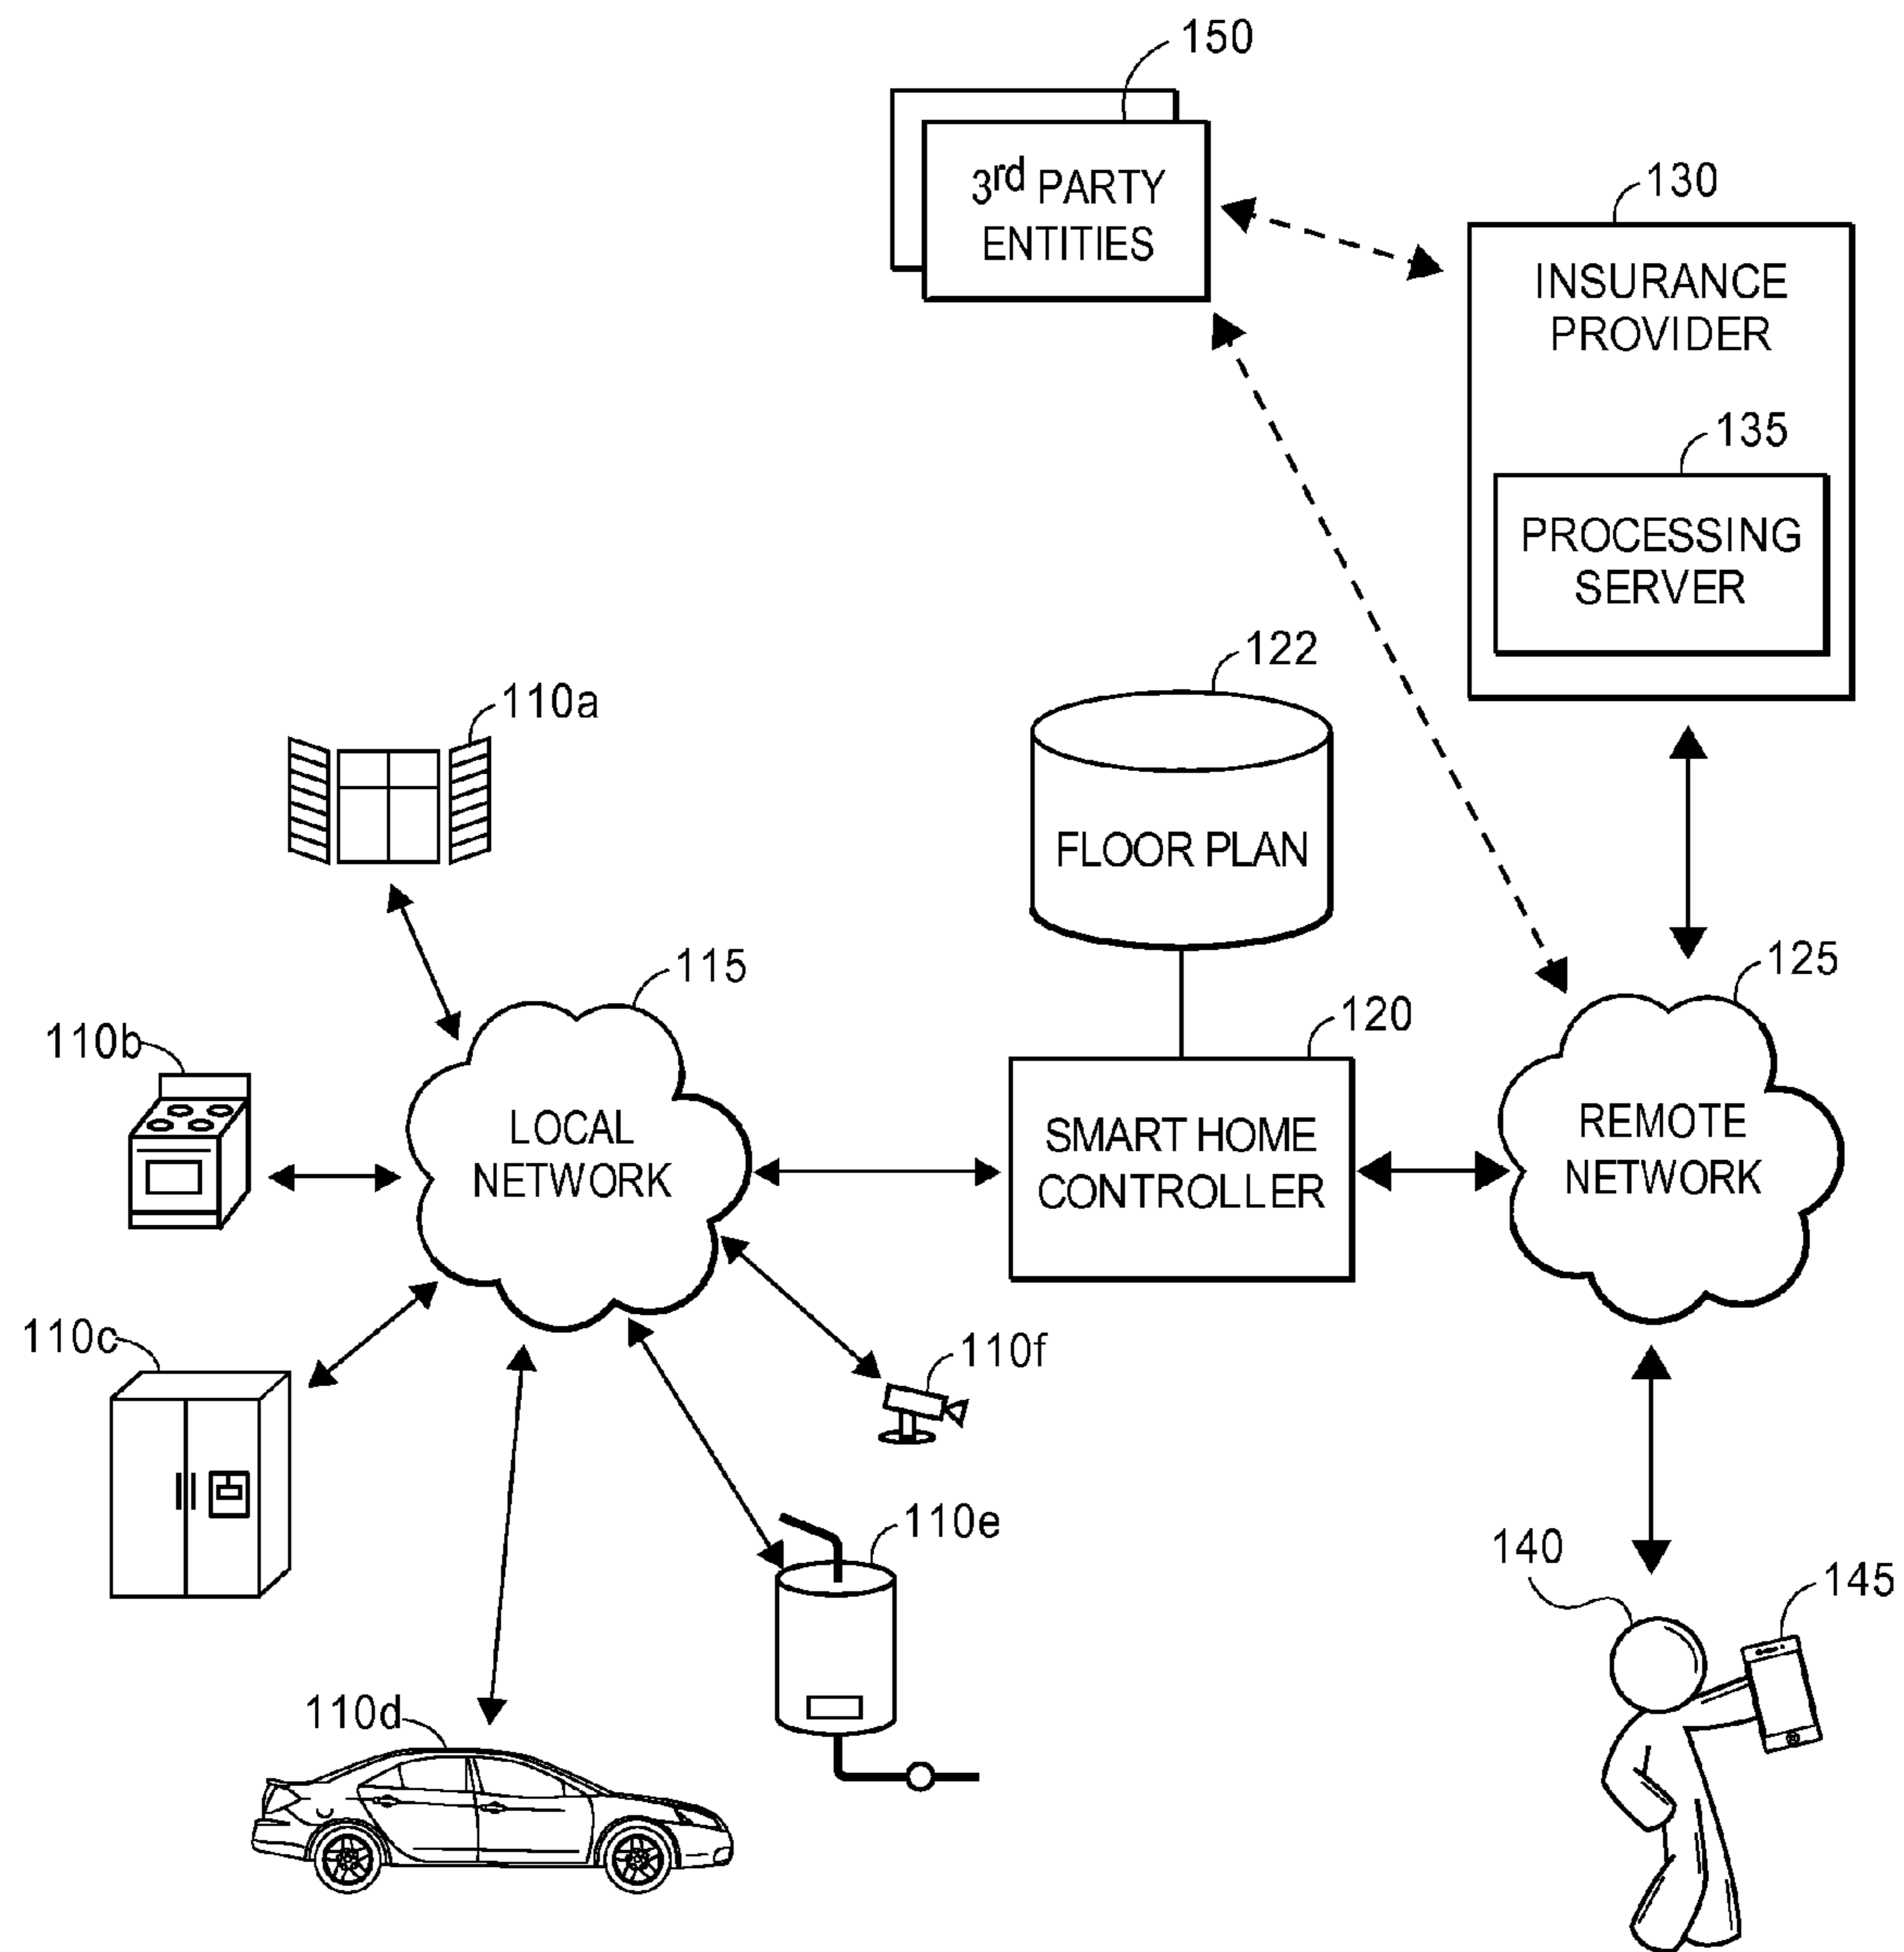 150
3rd PARTY
ENTITIES
130
INSURANCE
PROVIDER
135
PROCESSING
SERVER
122
FLOOR PLAN
110a
115
LOCAL
NETWORK
110b
120
SMART HOME
CONTROLLER
125
REMOTE
NETWORK
110c
110f
110e
110d
140
145